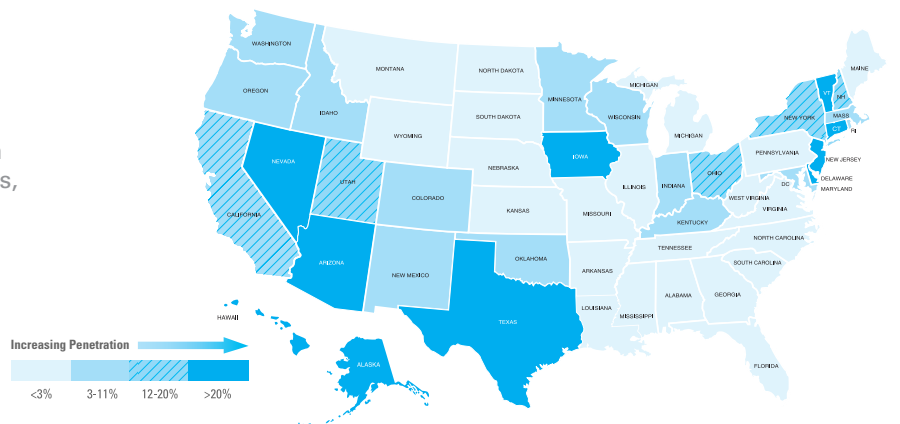 WASHINGTON
MONTANA
NORTH DAKOTA
MAINE
OREGON
MICHIGAN
MINNESOTA
VT
NH
IDAHO
SOUTH DAKOTA
WISCONSIN
NEW YORK
MASS
WYOMING
MICHIGAN
CT
RI
s,
NEVADA
NEBRASKA
IOWA
PENNSYLVANIA
NEW JERSEY
UTAH
ILLINOIS
INDIANA
OHIO
DELAWARE
DC
MARYLAND
COLORADO
WEST VIRGINIA
CALIFORNIA
KANSAS
MISSOURI
VIRGINIA
KENTUCKY
NORTH CAROLINA
TENNESSEE
ARIZONA
OKLAHOMA
SOUTH CAROLINA
NEW MEXICO
ARKANSAS
ALABAMA
GEORGIA
LOUISIANA
MISSISSIPPI
HAWAII
TEXAS
Increasing Penetration
ALASKA
FLORIDA
<3%
3-11%
12-20%
>20%